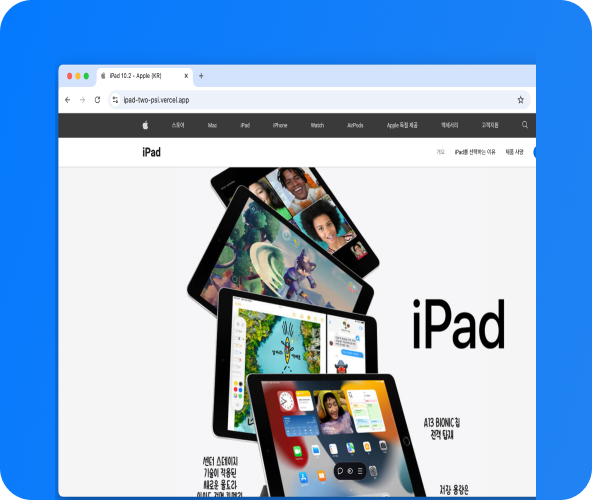 iPad 10.2 - Apple (KR)
ipad-two-psi.vercel.app
스토어 Mac iPad iPhone Watch AirPods Apple 독점 제공 액세서리 고객지원
iPad
개요 iPad를 선택하는 이유 제품 사양
iPad
A13 BIONIC 칩
전격 탑재
센터 스테이지
기술이 적용된
새로운 울트라
저장 용량은